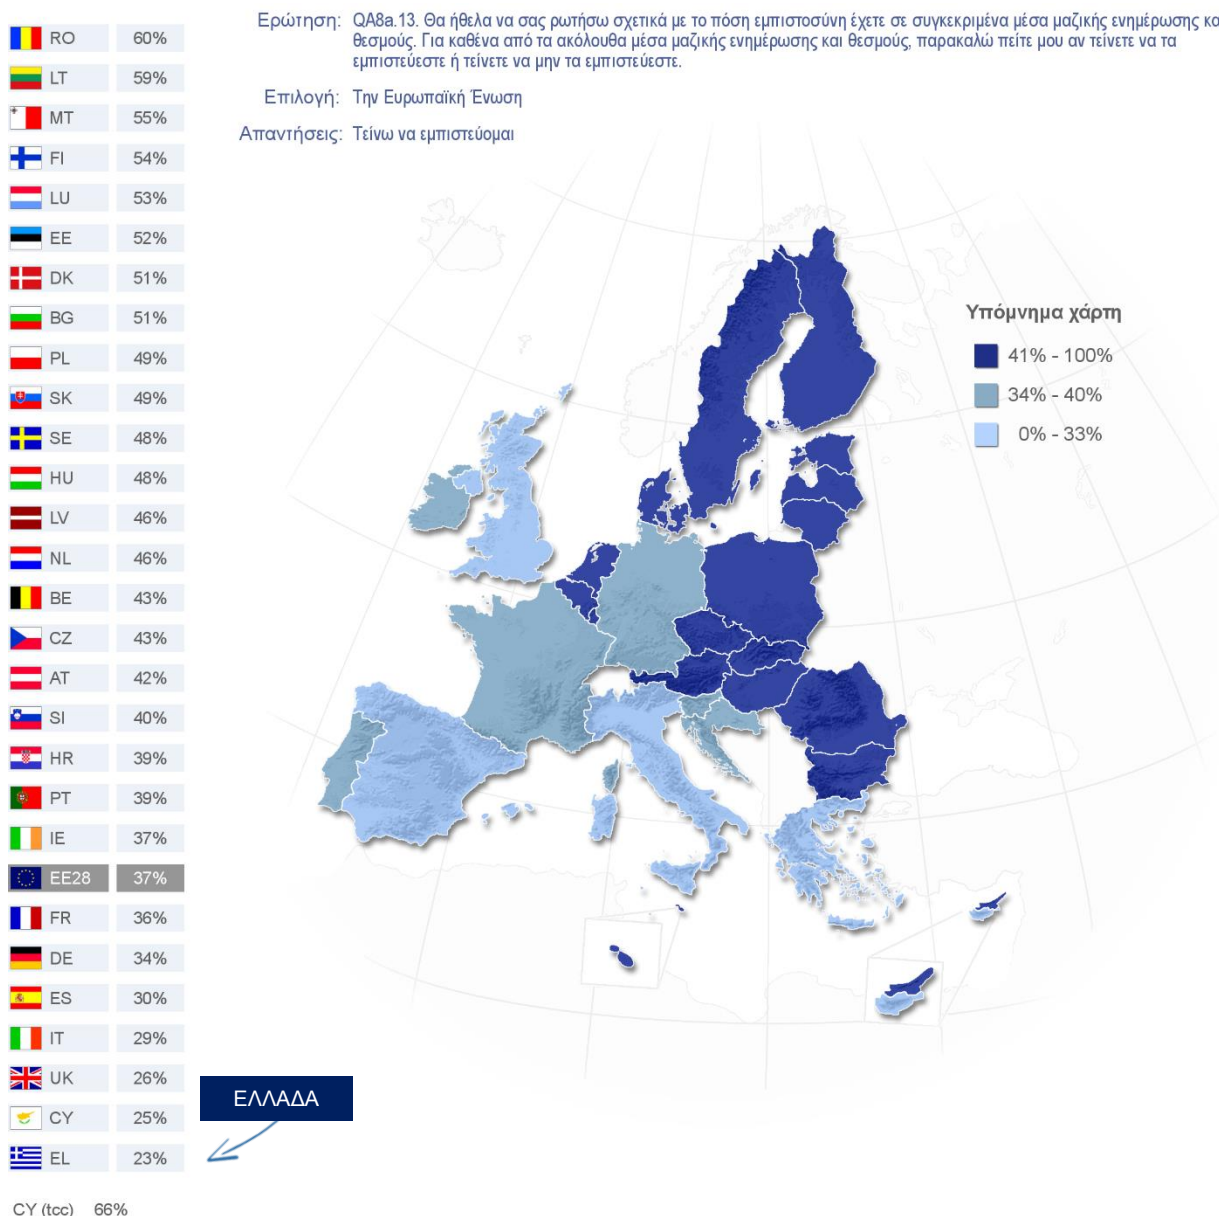 Ερώτηση: QA8a.13. Θα ήθελα να σας ρωτήσω σχετικά με το πόση εμπιστοσύνη έχετε σε συγκεκριμένα μέσα μαζικής ενημέρωσης κα
θεσμούς. Για καθένα από τα ακόλουθα μέσα μαζικής ενημέρωσης και θεσμούς, παρακαλώ πείτε μου αν τείνετε να τα
εμπιστεύεστε ή τείνετε να μην τα εμπιστεύεστε.
Επιλογή: Την Ευρωπαϊκή Ένωση
Απαντήσεις: Τείνω να εμπιστεύομαι
RO 60%
LT 59%
MT 55%
FI 54%
LU 53%
EE 52%
DK 51%
BG 51%
PL 49%
SK 49%
SE 48%
HU 48%
LV 46%
NL 46%
BE 43%
CZ 43%
AT 42%
SI 40%
HR 39%
PT 39%
IE 37%
EE28 37%
FR 36%
DE 34%
ES 30%
IT 29%
UK 26%
CY 25%
EL 23%
CY (tcc) 66%
Υπόμνημα χάρτη
41% - 100%
34% - 40%
0% - 33%
ΕΛΛΑΔΑ